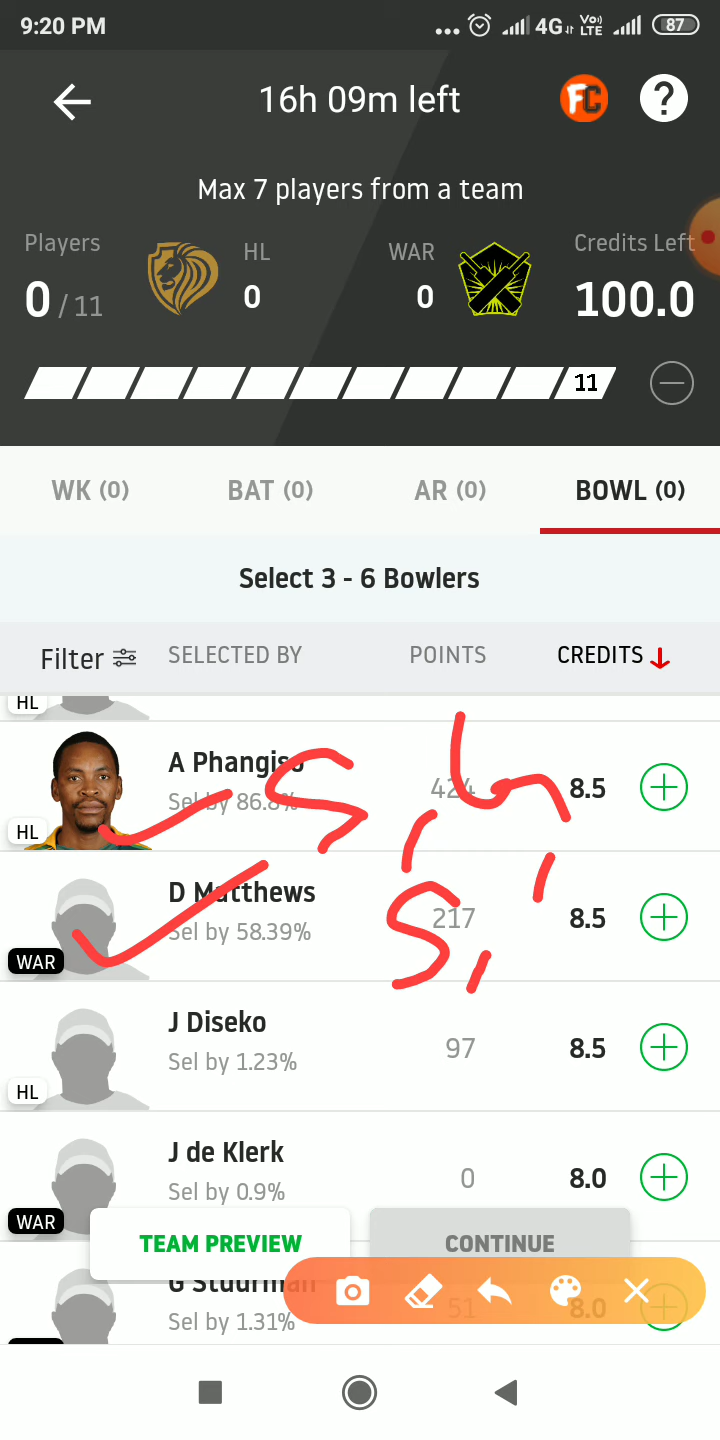 9:20 PM 4G Vo) LTE 87
16h 09m left FC ?
Max 7 players from a team
Players HL WAR Credits Left
0 / 11 0 0 100.0
11
WK (0) BAT (0) AR (0) BOWL (0)
Select 3 - 6 Bowlers
Filter SELECTED BY POINTS CREDITS
HL
A Phangiso
Sel by 86.8% 424 8.5
HL
D Matthews
Sel by 58.39% 217 8.5
WAR
J Diseko
Sel by 1.23% 97 8.5
HL
J de Klerk
Sel by 0.9% 0 8.0
WAR
TEAM PREVIEW CONTINUE
G Stuurman
Sel by 1.31% 51 8.0